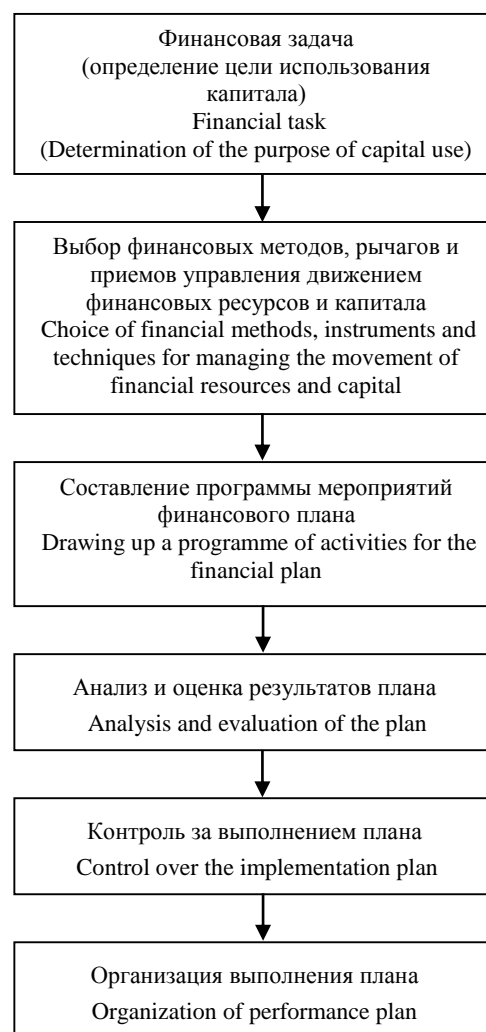 Финансовая задача
(определение цели использования
капитала)
Financial task
(Determination of the purpose of capital use)
Выбор финансовых методов, рычагов и
приемов управления движением
финансовых ресурсов и капитала
Choice of financial methods, instruments and
techniques for managing the movement of
financial resources and capital
Составление программы мероприятий
финансового плана
Drawing up a programme of activities for the
financial plan
Анализ и оценка результатов плана
Analysis and evaluation of the plan
Контроль за выполнением плана
Control over the implementation plan
Организация выполнения плана
Organization of performance plan